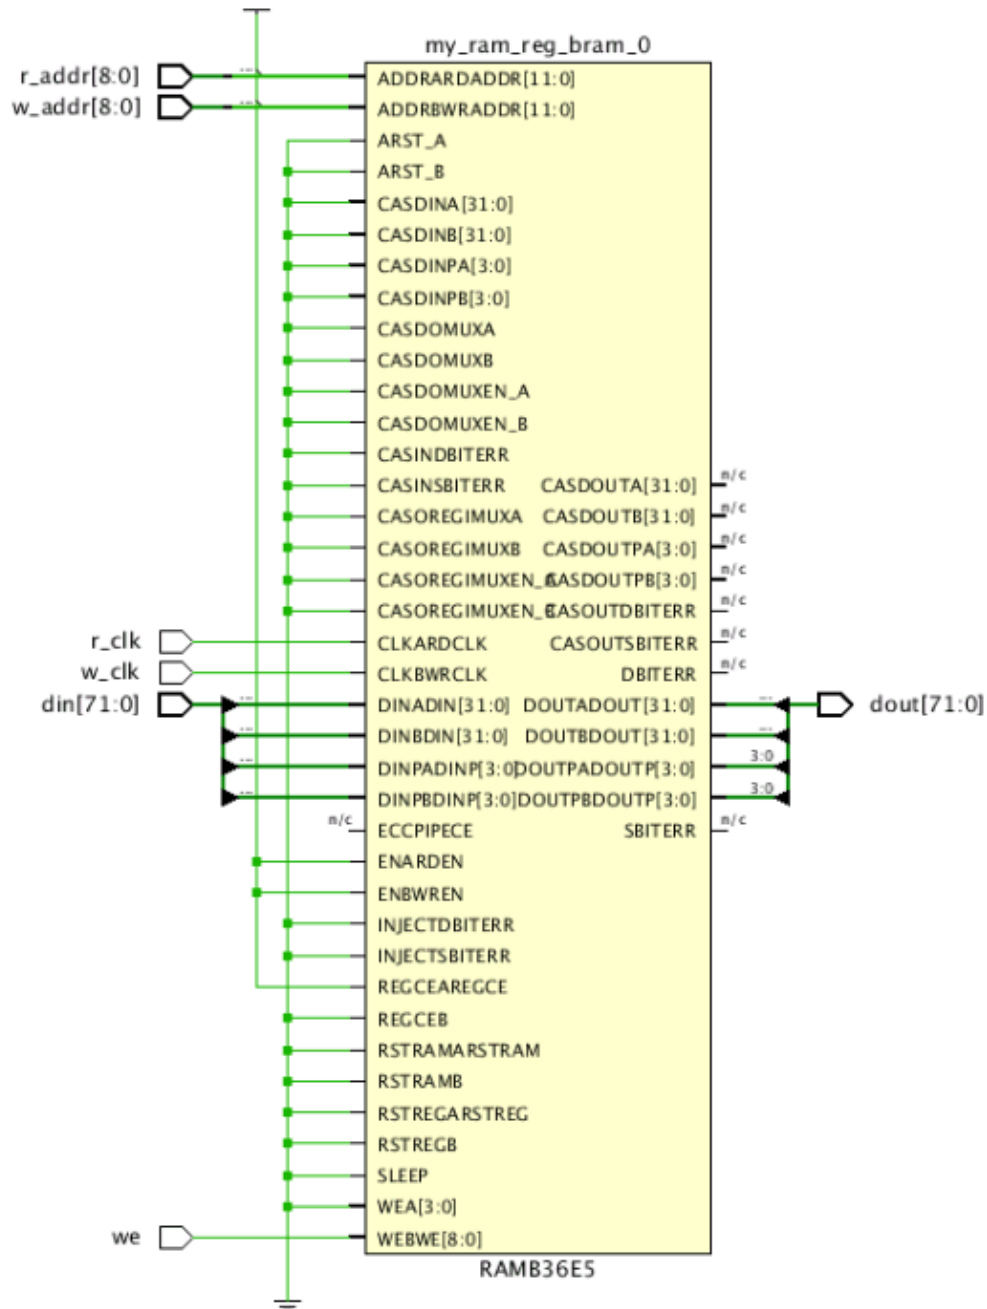 my_ram_reg_bram_0
r_addr[8:0] ... ADDRARDADDR[11:0]
w_addr[8:0] ... ADDRBWRADDR[11:0]
ARST_A
ARST_B
CASDINA[31:0]
CASDINB[31:0]
CASDINPA[3:0]
CASDINPB[3:0]
CASDOMUXA
CASDOMUXB
CASDOMUXEN_A
CASDOMUXEN_B
CASINDBITERR
CASINSBITERR CASDOUTA[31:0] n/c
CASOREGIMUXA CASDOUTB[31:0] n/c
CASOREGIMUXB CASDOUTPA[3:0] n/c
CASOREGIMUXEN_A CASDOUTPB[3:0] n/c
CASOREGIMUXEN_B CASOUTDBITERR n/c
r_clk CLKARDCLK CASOUTSBITERR n/c
w_clk CLKBWRCLK DBITERR n/c
din[71:0] ... DINADIN[31:0] DOUTADOUT[31:0] ... dout[71:0]
... DINBDIN[31:0] DOUTBDOUT[31:0] ...
... DINPADINP[3:0] DOUTPADOUTP[3:0] 3:0
... DINPBDINP[3:0] DOUTPBDOUTP[3:0] 3:0
n/c ECCPIPECE SBITERR n/c
ENARDEN
ENBWREN
INJECTDBITERR
INJECTSBITERR
REGCEAREGCE
REGCEB
RSTRAMARSTRAM
RSTRAMB
RSTREGARSTREG
RSTREGB
SLEEP
WEA[3:0]
we WEBWE[8:0]
RAMB36E5